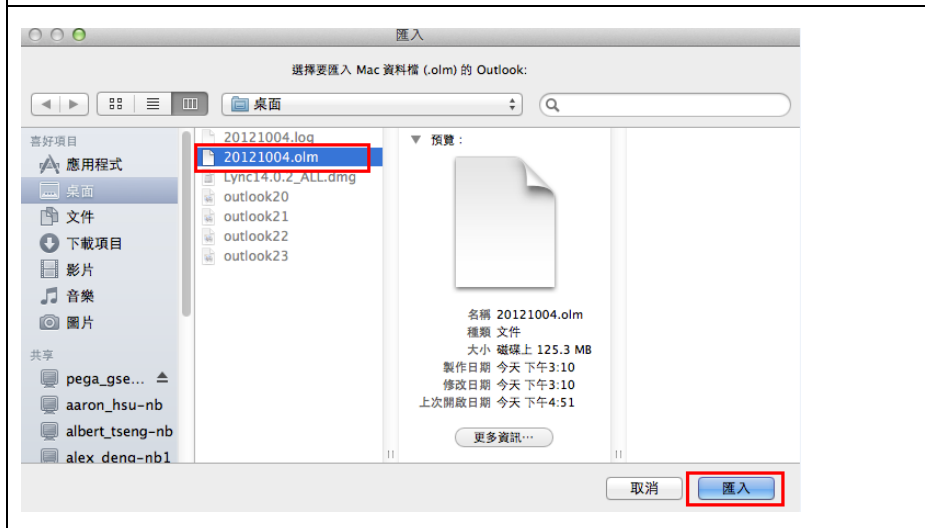 匯入
選擇要匯入 Mac 資料檔 (.olm) 的 Outlook:
桌面
喜好項目
應用程式
桌面
文件
下載項目
影片
音樂
圖片
共享
pega_gse...
aaron_hsu-nb
albert_tseng-nb
alex_deng-nb1
20121004.log
20121004.olm
Lync14.0.2_ALL.dmg
outlook20
outlook21
outlook22
outlook23
預覽：
名稱 20121004.olm
種類 文件
大小 磁碟上 125.3 MB
製作日期 今天 下午3:10
修改日期 今天 下午3:10
上次開啟日期 今天 下午4:51
更多資訊⋯
取消
匯入